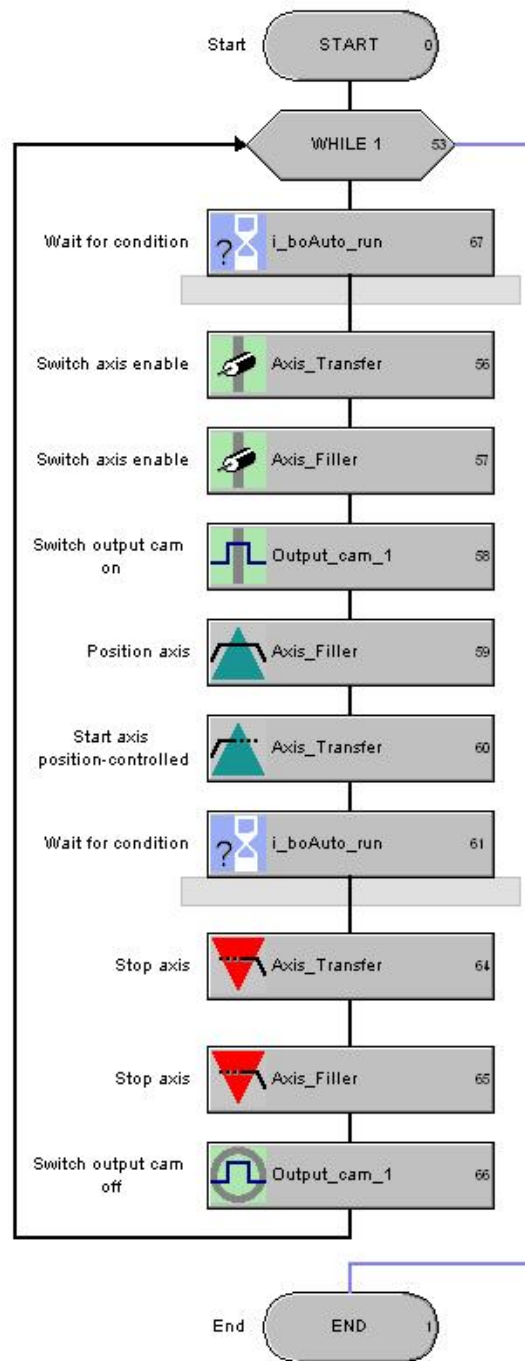 Start START 0
WHILE 1 53
Wait for condition ? i_boAuto_run 67
Switch axis enable Axis_Transfer 56
Switch axis enable Axis_Filler 57
Switch output cam
on
Output_cam_1 58
Position axis Axis_Filler 59
Start axis
position-controlled
Axis_Transfer 60
Wait for condition ? i_boAuto_run 61
Stop axis Axis_Transfer 64
Stop axis Axis_Filler 65
Switch output cam
off
Output_cam_1 66
End END 1